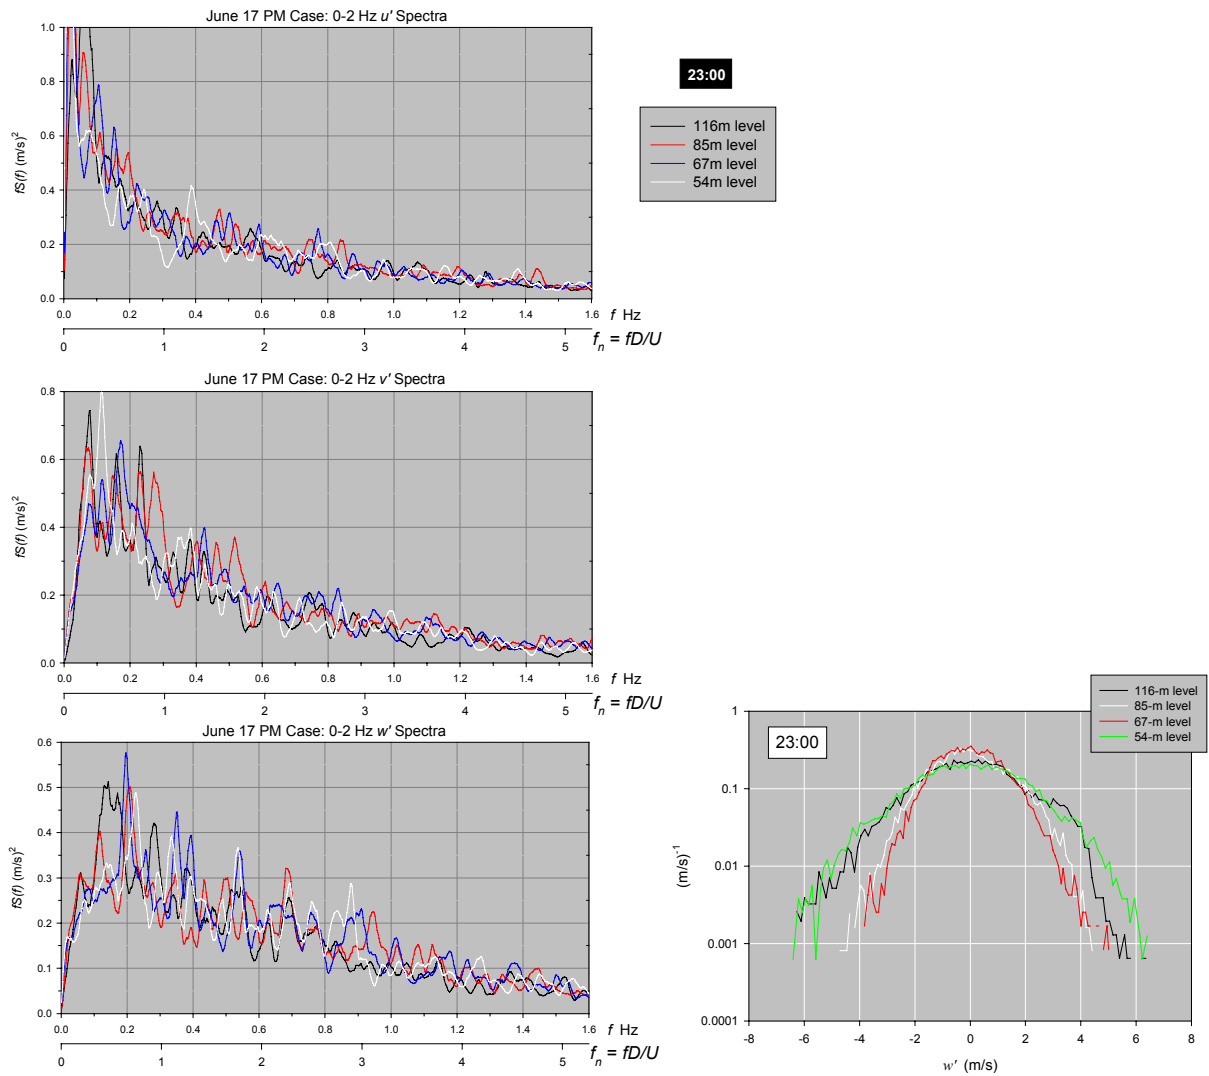 June 17 PM Case: 0-2 Hz u' Spectra
1.0
0.8
0.6
0.4
0.2
0.0
fS(f) (m/s)²
0.0 0.2 0.4 0.6 0.8 1.0 1.2 1.4 1.6
f Hz
0 1 2 3 4 5
fₙ = fD/U
23:00
116m level
85m level
67m level
54m level
June 17 PM Case: 0-2 Hz v' Spectra
0.8
0.6
0.4
0.2
0.0
fS(f) (m/s)²
0.0 0.2 0.4 0.6 0.8 1.0 1.2 1.4 1.6
f Hz
0 1 2 3 4 5
fₙ = fD/U
June 17 PM Case: 0-2 Hz w' Spectra
0.6
0.5
0.4
0.3
0.2
0.1
0.0
fS(f) (m/s)²
0.0 0.2 0.4 0.6 0.8 1.0 1.2 1.4 1.6
f Hz
0 1 2 3 4 5
fₙ = fD/U
116-m level
85-m level
67-m level
54-m level
23:00
1
0.1
0.01
0.001
0.0001
(m/s)⁻¹
-8 -6 -4 -2 0 2 4 6 8
w' (m/s)